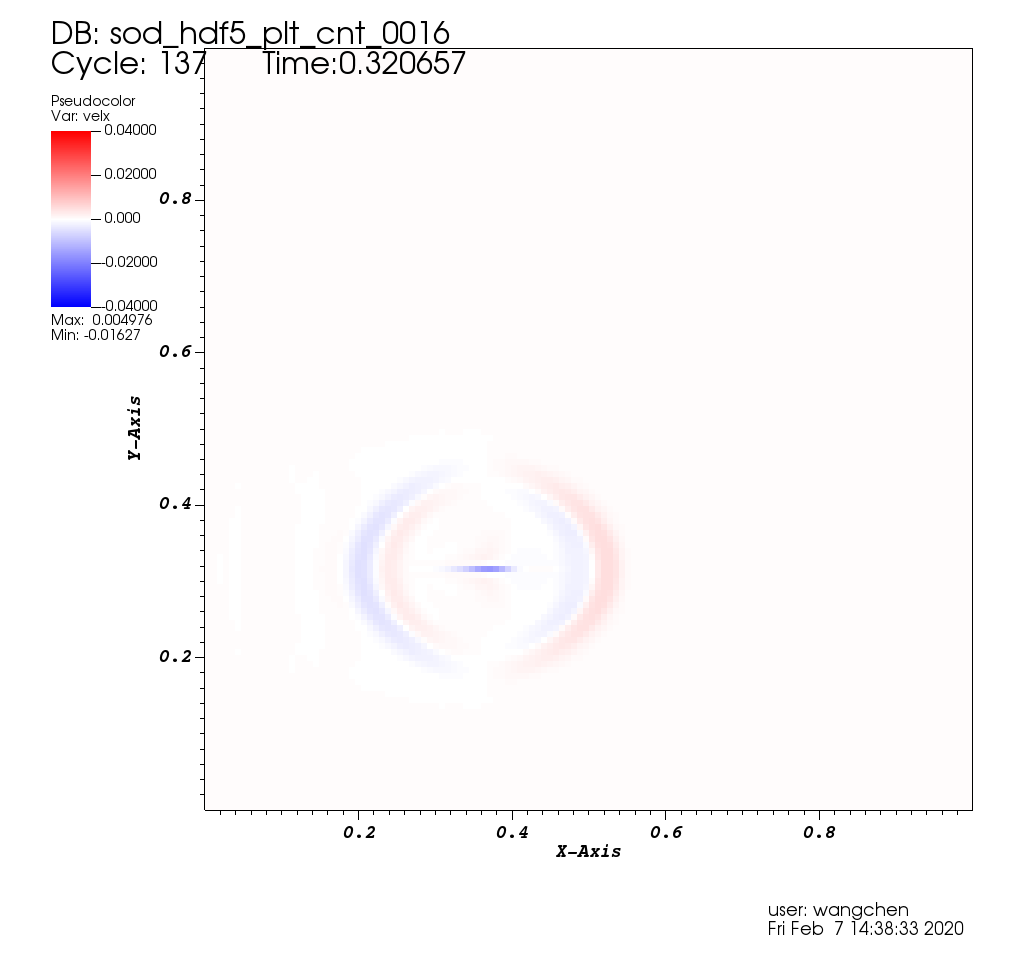 DB: sod_hdf5_plt_cnt_0016
Cycle: 137 Time:0.320657
Pseudocolor
Var: velx
0.04000
0.02000
0.000
-0.02000
-0.04000
Max: 0.004976
Min: -0.01627
0.8
0.6
0.4
0.2
Y-Axis
0.2 0.4 0.6 0.8
X-Axis
user: wangchen
Fri Feb 7 14:38:33 2020